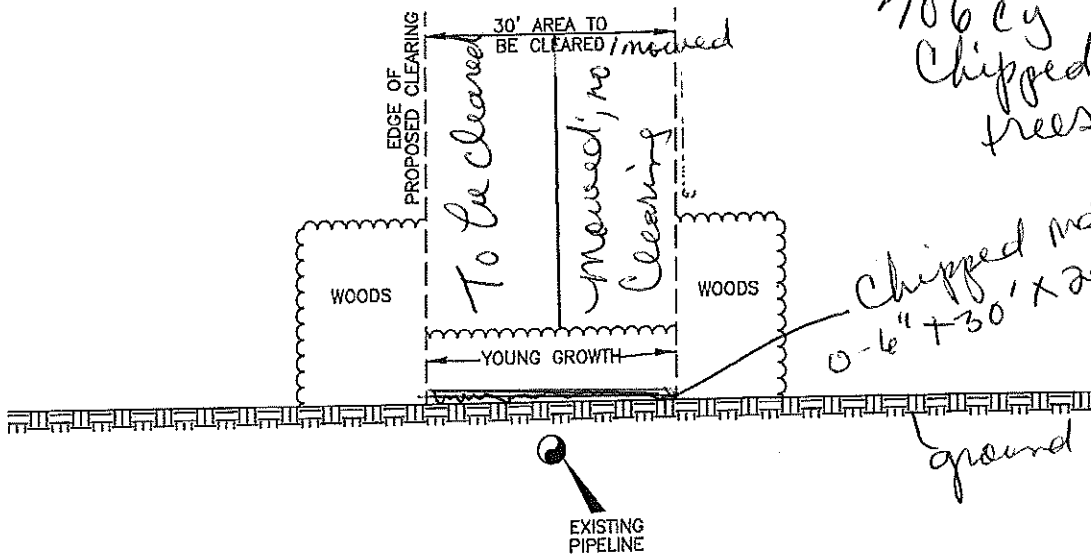 30' AREA TO
BE CLEARED / mowed
EDGE OF
PROPOSED CLEARING
To be Cleared
Mowed; no
Clearing
cy
Chipped
trees
WOODS
WOODS
Chipped
0-6" + 30' X
YOUNG GROWTH
ground
EXISTING
PIPELINE